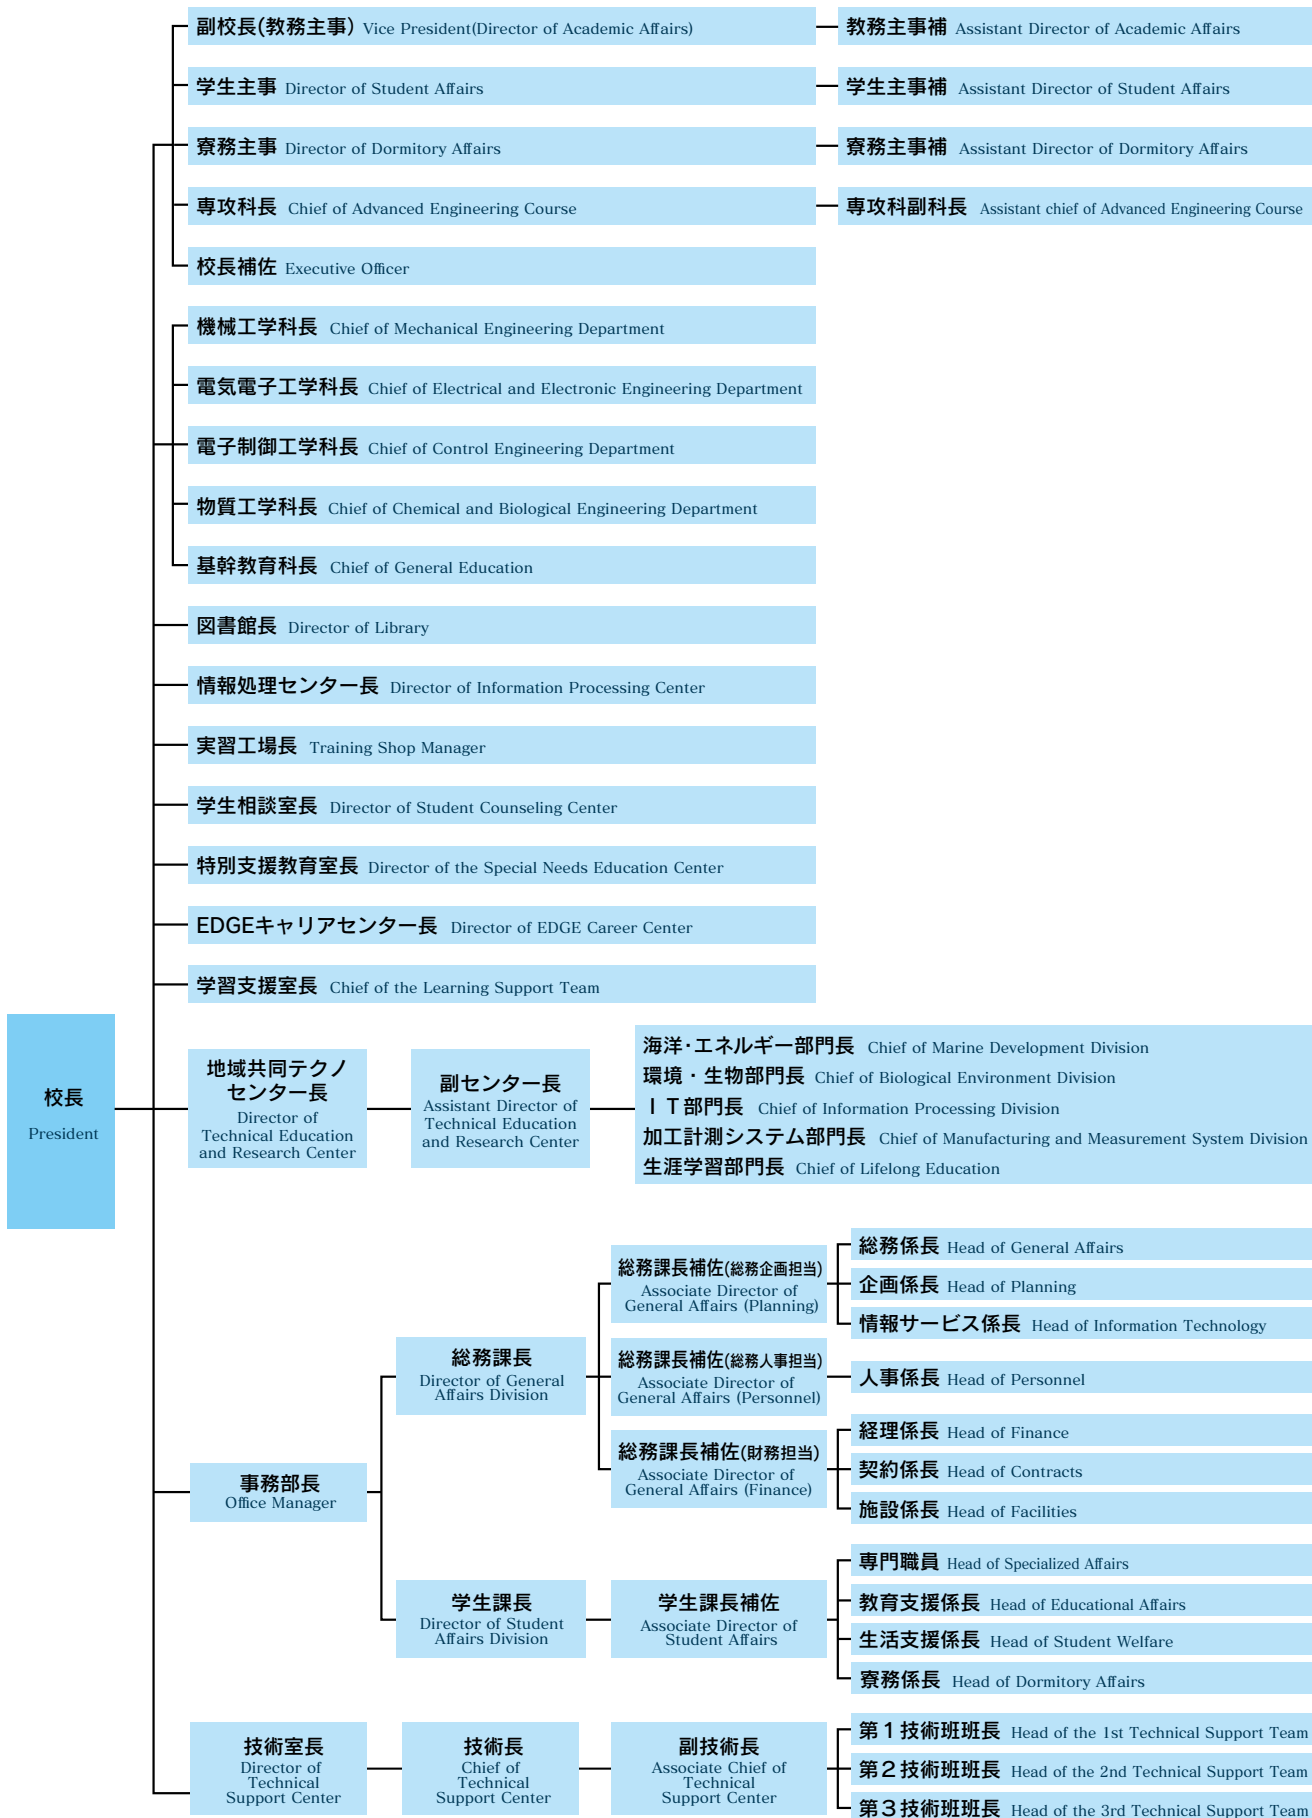 副校長(教務主事) Vice President(Director of Academic Affairs)
教務主事補 Assistant Director of Academic Affairs
学生主事 Director of Student Affairs
学生主事補 Assistant Director of Student Affairs
寮務主事 Director of Dormitory Affairs
寮務主事補 Assistant Director of Dormitory Affairs
専攻科長 Chief of Advanced Engineering Course
専攻科副科長 Assistant chief of Advanced Engineering Course
校長補佐 Executive Officer
機械工学科長 Chief of Mechanical Engineering Department
電気電子工学科長 Chief of Electrical and Electronic Engineering Department
電子制御工学科長 Chief of Control Engineering Department
物質工学科長 Chief of Chemical and Biological Engineering Department
基幹教育科長 Chief of General Education
図書館長 Director of Library
情報処理センター長 Director of Information Processing Center
実習工場長 Training Shop Manager
学生相談室長 Director of Student Counseling Center
特別支援教育室長 Director of the Special Needs Education Center
EDGEキャリアセンター長 Director of EDGE Career Center
学習支援室長 Chief of the Learning Support Team
校長
President
地域共同テクノ
センター長
Director of
Technical Education
and Research Center
副センター長
Assistant Director of
Technical Education
and Research Center
海洋・エネルギー部門長 Chief of Marine Development Division
環境・生物部門長 Chief of Biological Environment Division
ＩＴ部門長 Chief of Information Processing Division
加工計測システム部門長 Chief of Manufacturing and Measurement System Division
生涯学習部門長 Chief of Lifelong Education
事務部長
Office Manager
総務課長
Director of General
Affairs Division
総務課長補佐(総務企画担当)
Associate Director of
General Affairs (Planning)
総務係長 Head of General Affairs
企画係長 Head of Planning
情報サービス係長 Head of Information Technology
総務課長補佐(総務人事担当)
Associate Director of
General Affairs (Personnel)
人事係長 Head of Personnel
総務課長補佐(財務担当)
Associate Director of
General Affairs (Finance)
経理係長 Head of Finance
契約係長 Head of Contracts
施設係長 Head of Facilities
学生課長
Director of Student
Affairs Division
学生課長補佐
Associate Director of
Student Affairs
専門職員 Head of Specialized Affairs
教育支援係長 Head of Educational Affairs
生活支援係長 Head of Student Welfare
寮務係長 Head of Dormitory Affairs
技術室長
Director of
Technical
Support Center
技術長
Chief of
Technical
Support Center
副技術長
Associate Chief of
Technical
Support Center
第１技術班班長 Head of the 1st Technical Support Team
第２技術班班長 Head of the 2nd Technical Support Team
第３技術班班長 Head of the 3rd Technical Support Team